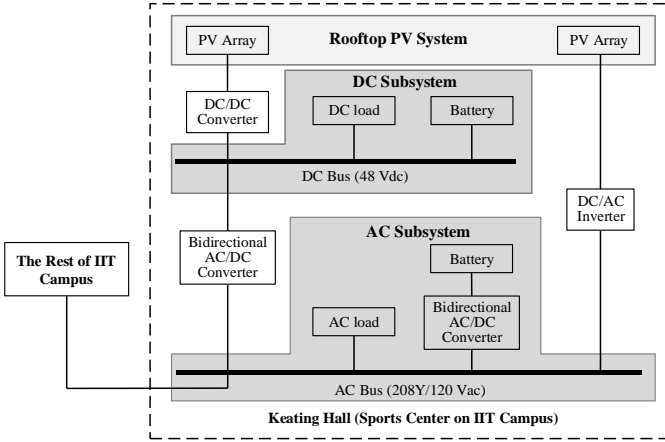 PV Array
Rooftop PV System
PV Array
DC Subsystem
DC/DC
Converter
DC load
Battery
DC Bus (48 Vdc)
DC/AC
Inverter
The Rest of IIT
Campus
Bidirectional
AC/DC
Converter
AC Subsystem
Battery
AC load
Bidirectional
AC/DC
Converter
AC Bus (208Y/120 Vac)
Keating Hall (Sports Center on IIT Campus)